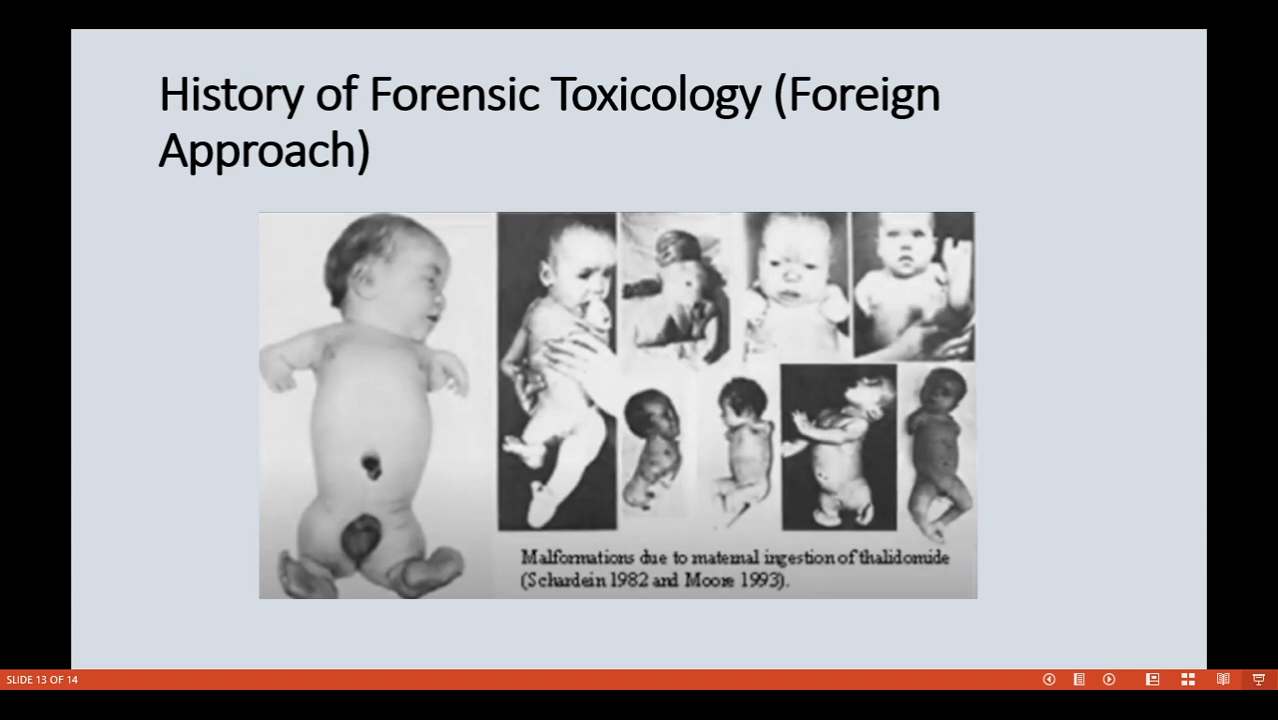 History of Forensic Toxicology (Foreign
Approach)
Malformations due to maternal ingestion of thalidomide
(Schardein 1982 and Moore 1993).
SLIDE 13 OF 14